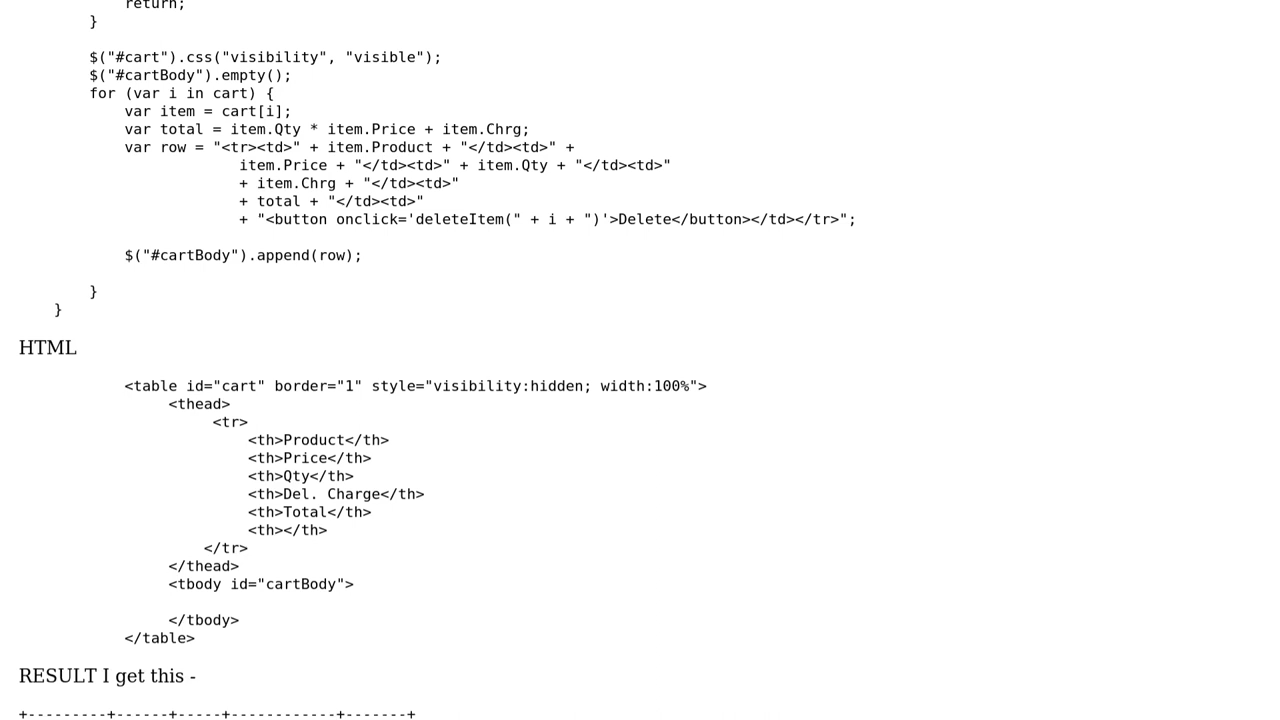 return;
}
$("#cart").css("visibility", "visible");
$("#cartBody").empty();
for (var i in cart) {
var item = cart[i];
var total = item.Qty * item.Price + item.Chrg;
var row = "<tr><td>" + item.Product + "</td><td>" +
item.Price + "</td><td>" + item.Qty + "</td><td>"
+ item.Chrg + "</td><td>"
+ total + "</td><td>"
+ "<button onclick='deleteItem(" + i + ")'>Delete</button></td></tr>";
$("#cartBody").append(row);
}
}
HTML
<table id="cart" border="1" style="visibility:hidden; width:100%">
<thead>
<tr>
<th>Product</th>
<th>Price</th>
<th>Qty</th>
<th>Del. Charge</th>
<th>Total</th>
<th></th>
</tr>
</thead>
<tbody id="cartBody">
</tbody>
</table>
RESULT I get this -
+---------+------+-----+------------+-------+